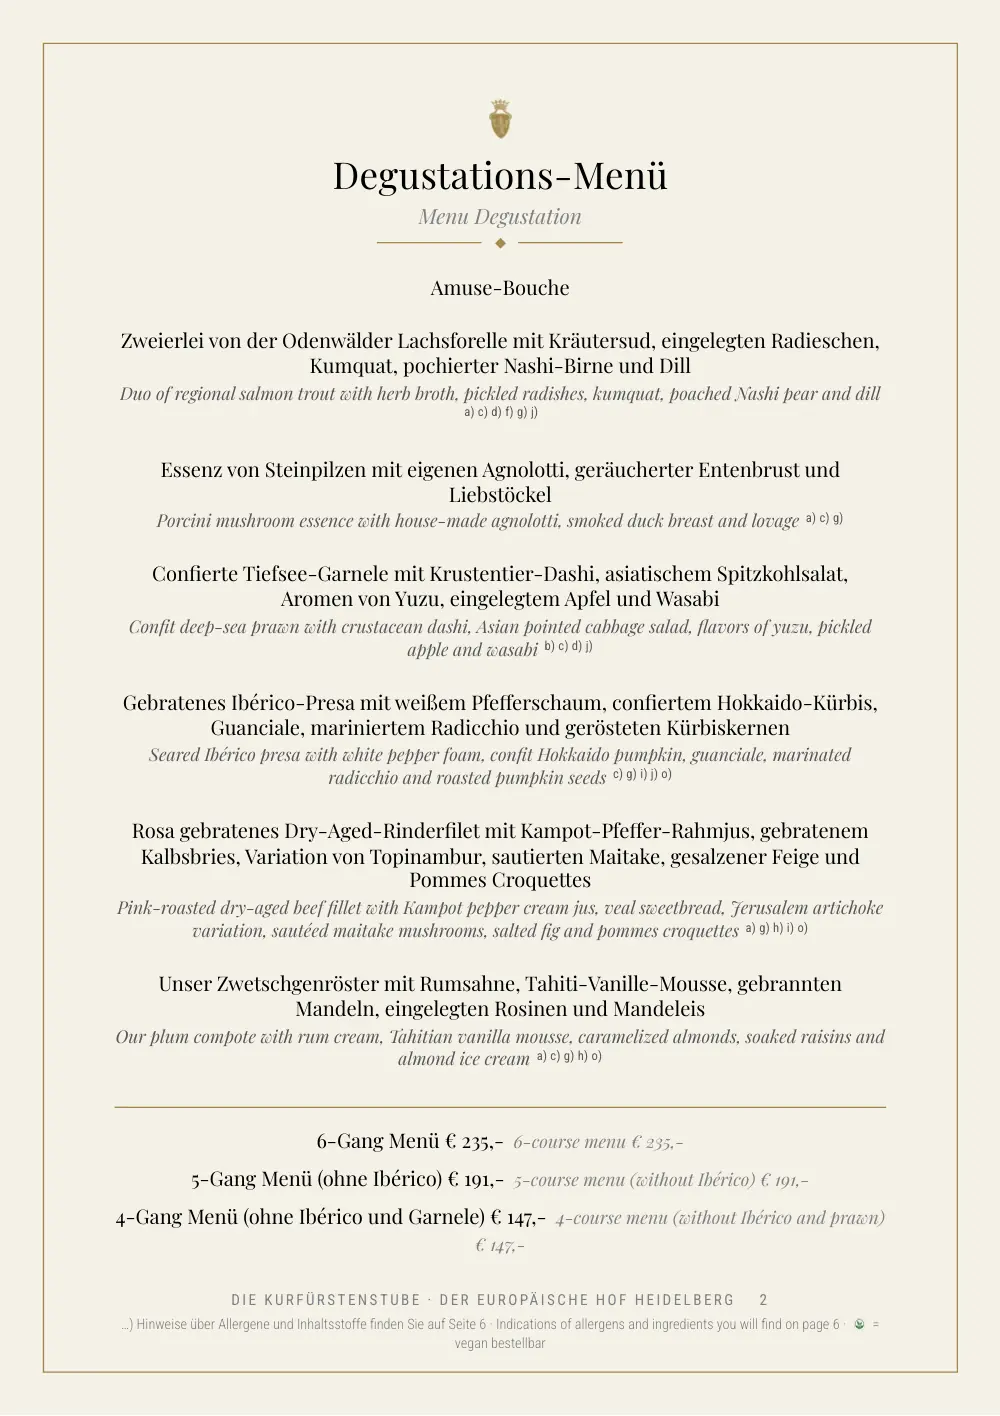 Degustations-Menü
Menu Degustation
Amuse-Bouche
Zweierlei von der Odenwälder Lachsforelle mit Kräutersud, eingelegten Radieschen,
Kumquat, pochierter Nashi-Birne und Dill
Duo of regional salmon trout with herb broth, pickled radishes, kumquat, poached Nashi pear and dill
a) c) d) f) g) j)
Essenz von Steinpilzen mit eigenen Agnolotti, geräucherter Entenbrust und
Liebstöckel
Porcini mushroom essence with house-made agnolotti, smoked duck breast and lovage a) c) g)
Confierte Tiefsee-Garnele mit Krustentier-Dashi, asiatischem Spitzkohlsalat,
Aromen von Yuzu, eingelegtem Apfel und Wasabi
Confit deep-sea prawn with crustacean dashi, Asian pointed cabbage salad, flavors of yuzu, pickled
apple and wasabi b) c) d) j)
Gebratenes Ibérico-Presa mit weißem Pfefferschaum, confiertem Hokkaido-Kürbis,
Guanciale, mariniertem Radicchio und gerösteten Kürbiskernen
Seared Ibérico presa with white pepper foam, confit Hokkaido pumpkin, guanciale, marinated
radicchio and roasted pumpkin seeds c) g) i) j) o)
Rosa gebratenes Dry-Aged-Rinderfilet mit Kampot-Pfeffer-Rahmjus, gebratenem
Kalbsbries, Variation von Topinambur, sautierten Maitake, gesalzener Feige und
Pommes Croquettes
Pink-roasted dry-aged beef fillet with Kampot pepper cream jus, veal sweetbread, Jerusalem artichoke
variation, sautéed maitake mushrooms, salted fig and pommes croquettes a) g) h) i) o)
Unser Zwetschgenröster mit Rumsahne, Tahiti-Vanille-Mousse, gebrannten
Mandeln, eingelegten Rosinen und Mandeleis
Our plum compote with rum cream, Tahitian vanilla mousse, caramelized almonds, soaked raisins and
almond ice cream a) c) g) h) o)
6-Gang Menü € 235,- 6-course menu € 235,-
5-Gang Menü (ohne Ibérico) € 191,- 5-course menu (without Ibérico) € 191,-
4-Gang Menü (ohne Ibérico und Garnele) € 147,- 4-course menu (without Ibérico and prawn)
€ 147,-
DIE KURFÜRSTENSTUBE · DER EUROPÄISCHE HOF HEIDELBERG 2
...) Hinweise über Allergene und Inhaltsstoffe finden Sie auf Seite 6 · Indications of allergens and ingredients you will find on page 6 · =
vegan bestellbar